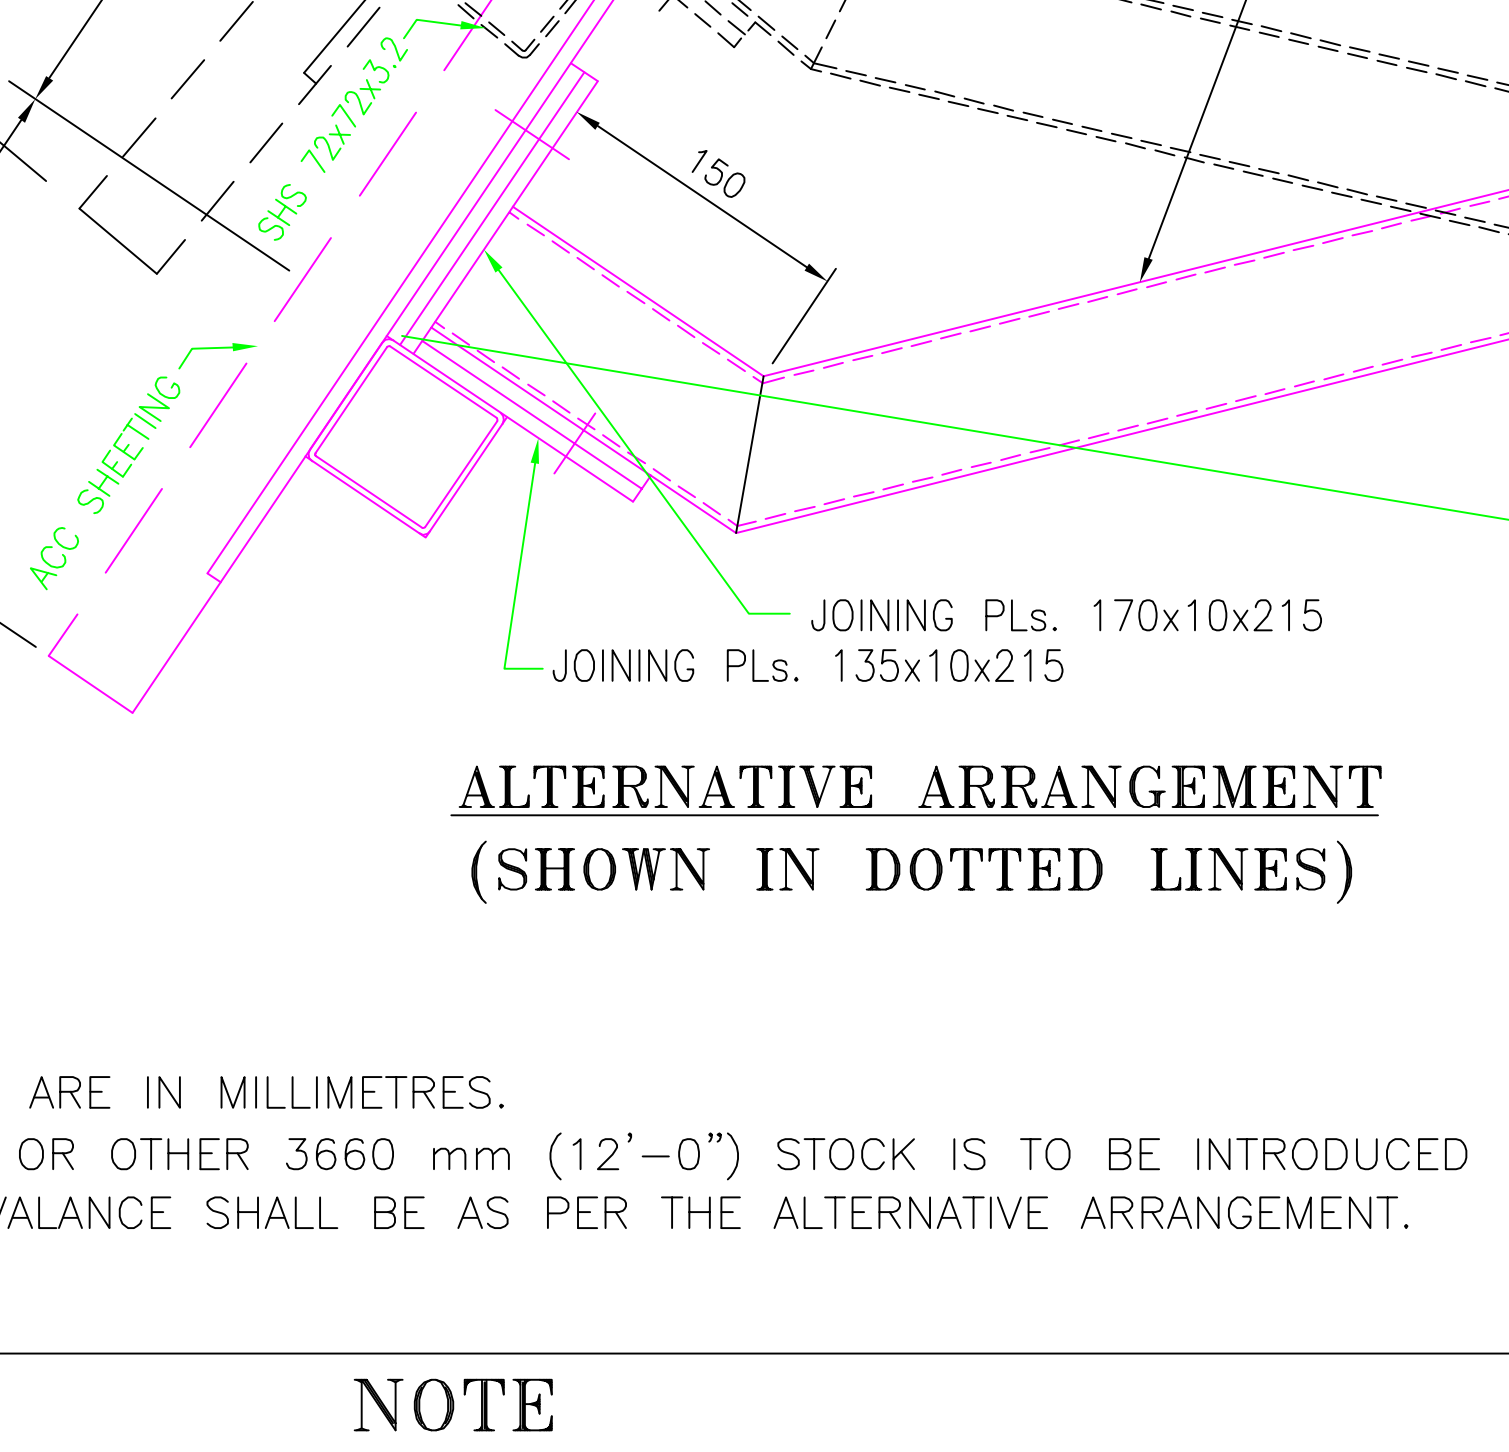 SHS 72x72x3.2
150
ACC SHEETING
JOINING PLs. 170x10x215
JOINING PLs. 135x10x215
ALTERNATIVE ARRANGEMENT
(SHOWN IN DOTTED LINES)
ARE IN MILLIMETRES.
OR OTHER 3660 mm (12'-0") STOCK IS TO BE INTRODUCED
VALANCE SHALL BE AS PER THE ALTERNATIVE ARRANGEMENT.
NOTE